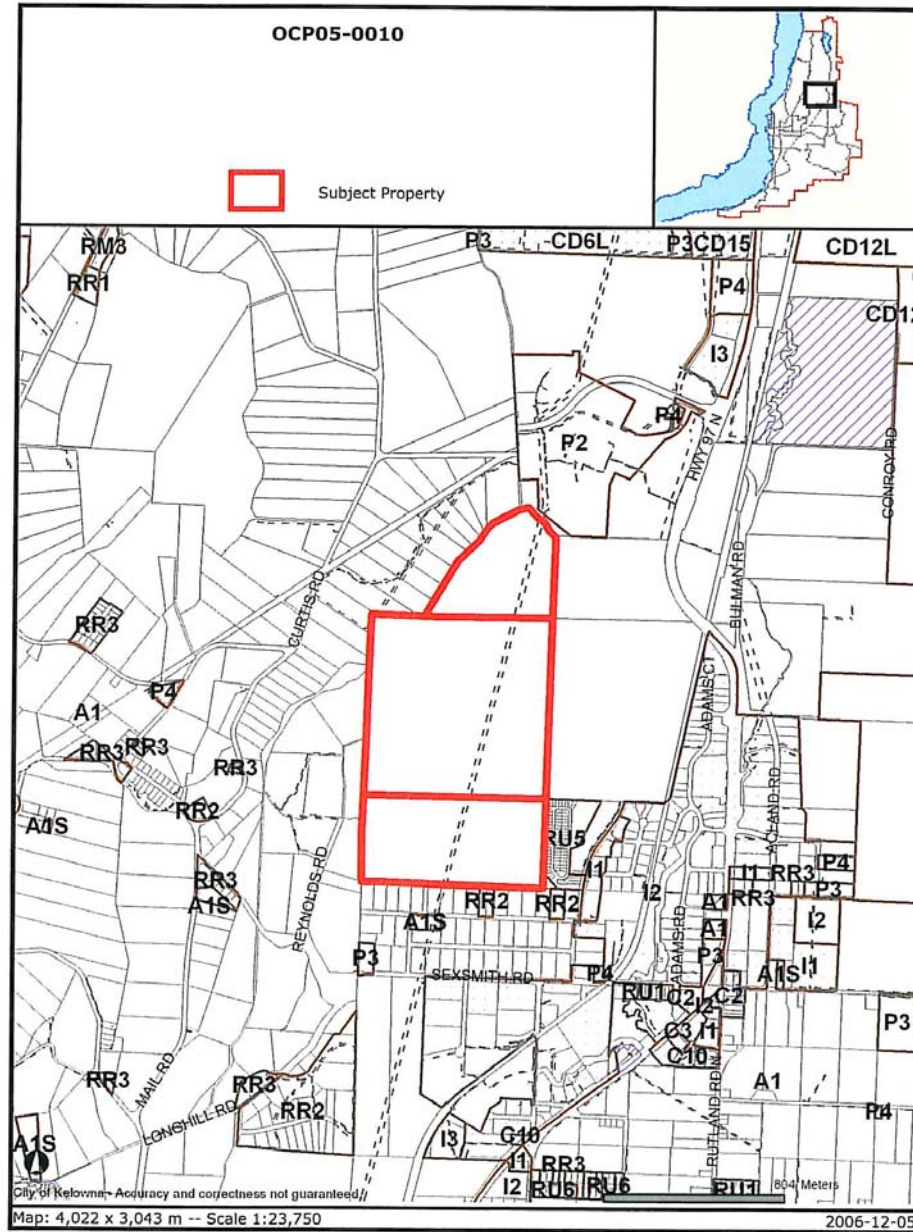 OCP05-0010
Subject Property
RM3
RR1
P3
-CD6L
P3CD15
CD12L
P4
CD12
I3
P4
P2
HWY 97 N
CONROY RD
BULMAN RD
CURTIS RD
RR3
P4
A1
RR3
RR3
RR3
RR2
A1S
ADAMS CT
ACLAND RD
RR3
A1S
REYNOLDS RD
RU5
I1
I2
I1
RR3
P4
P3
RR3
A1
A1
I2
I1
RR2
RR2
A1S
P3
P3
SEXSMITH RD
P4
ADAMS RD
A1S
RU1
C2
I2
C2
C3
I1
C10
P3
A1
P4
RR3
MAIL RD
RR3
RR2
LONGHILL RD
A1S
I3
C10
I1
RR3
I2
RU6
RU6
RUTLAND RD N
RU1
804 Meters
City of Kelowna - Accuracy and correctness not guaranteed!
Map: 4,022 x 3,043 m -- Scale 1:23,750